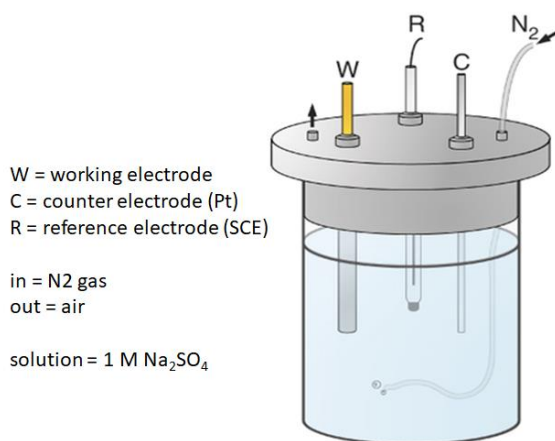 R
N₂
W
C
W = working electrode
C = counter electrode (Pt)
R = reference electrode (SCE)
in = N2 gas
out = air
solution = 1 M Na₂SO₄